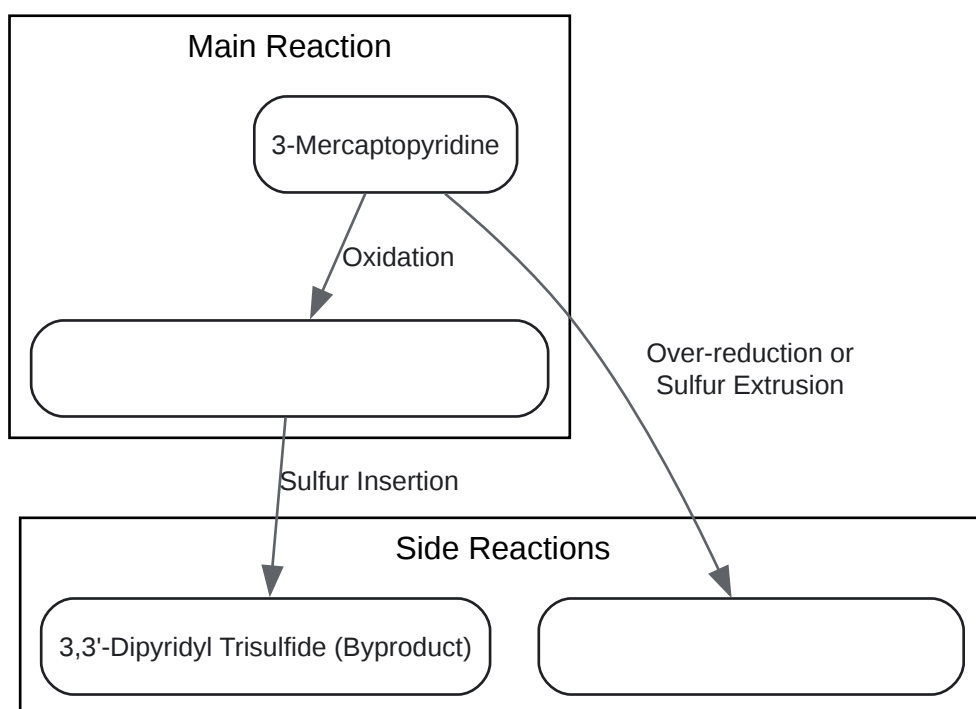 Main Reaction
3-Mercaptopyridine
Oxidation
Over-reduction or
Sulfur Extrusion
Sulfur Insertion
Side Reactions
3,3'-Dipyridyl Trisulfide (Byproduct)